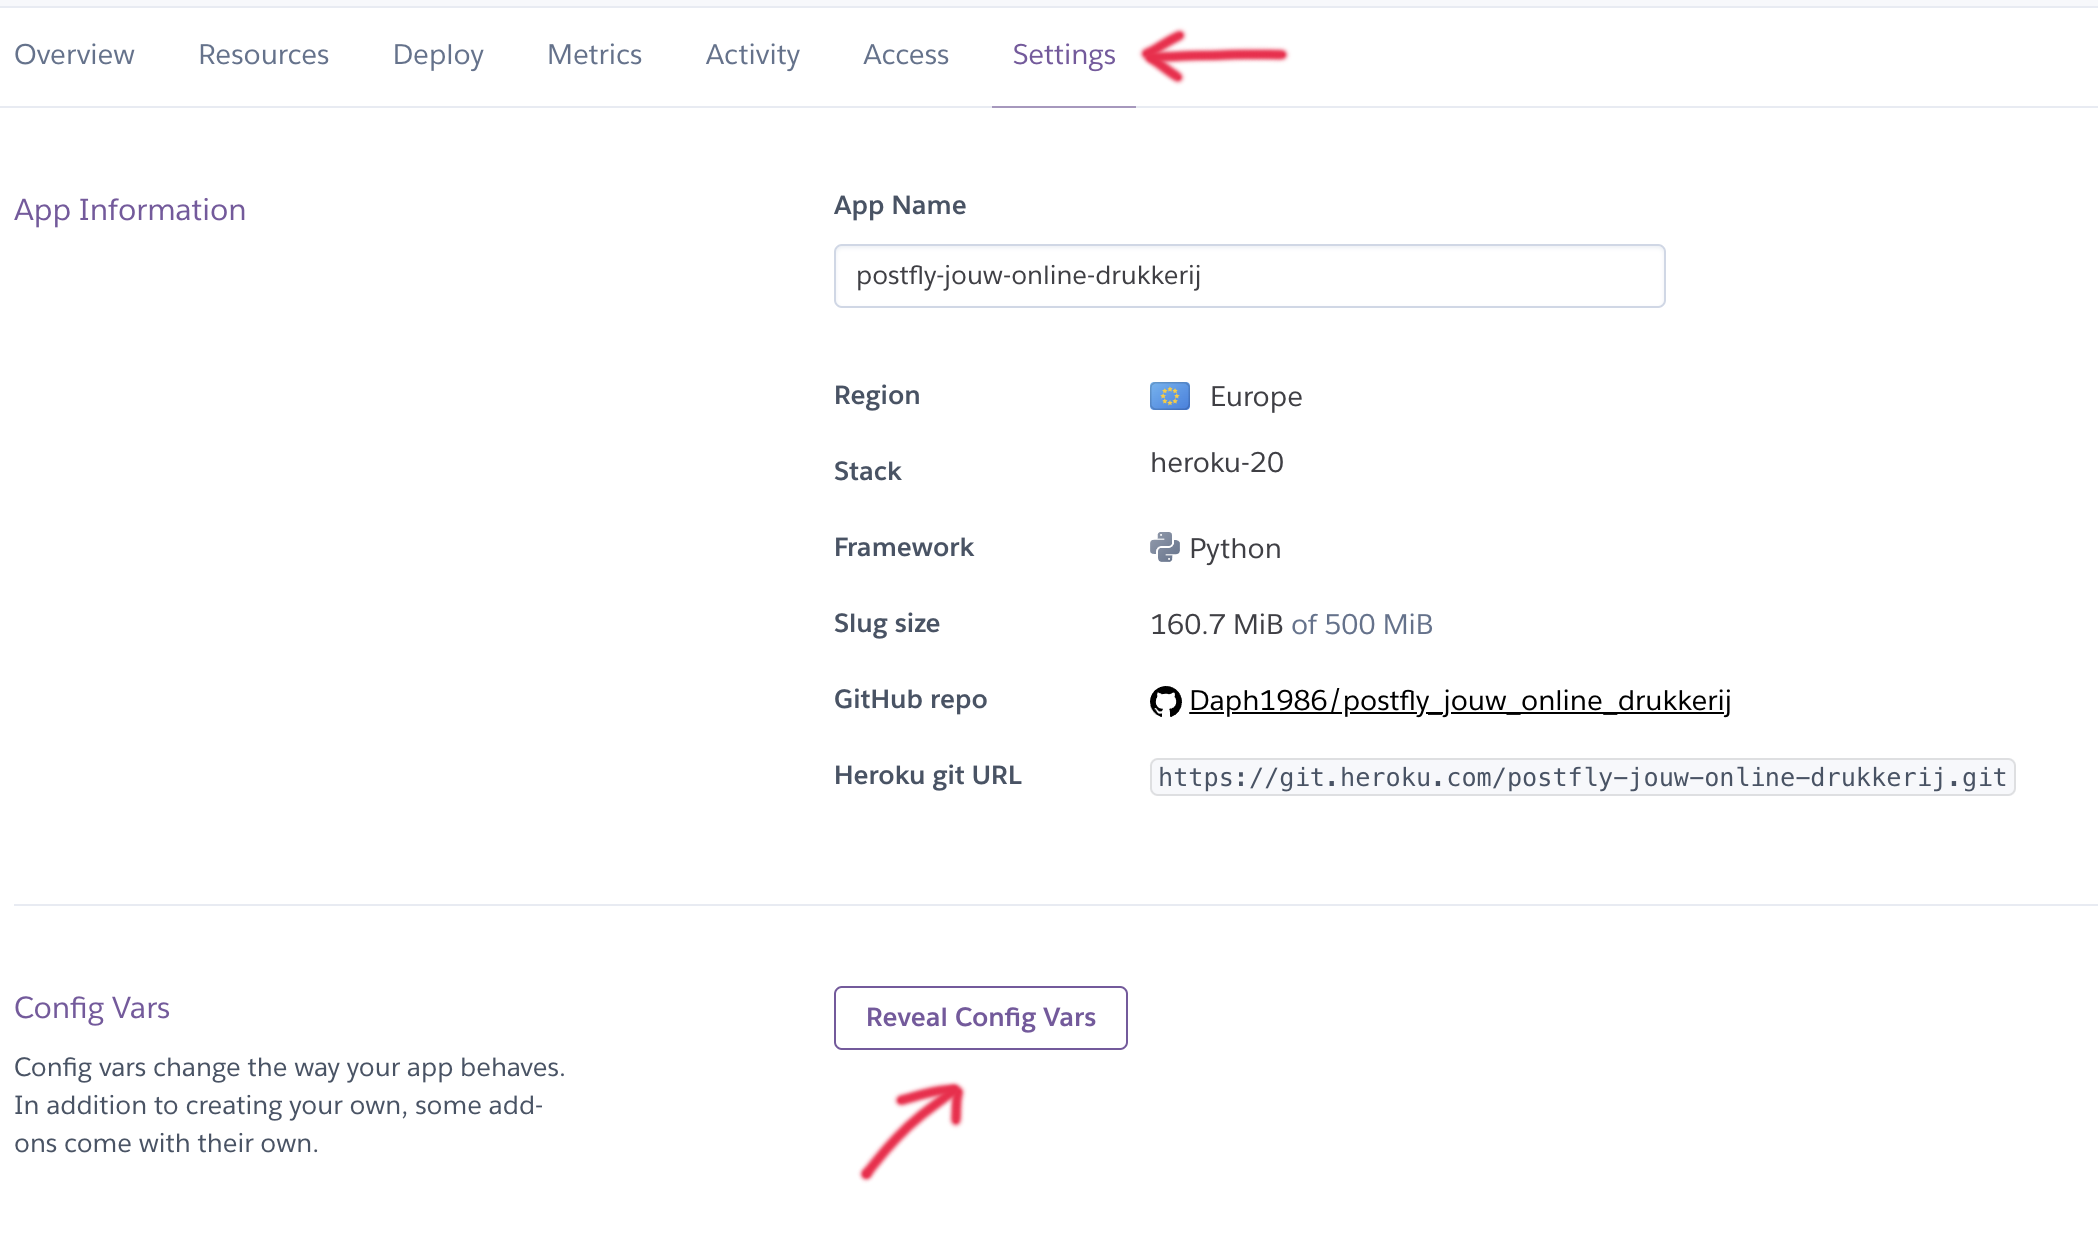 Overview Resources Deploy Metrics Activity Access Settings
App Information
App Name
postfly-jouw-online-drukkerij
Region Europe
Stack heroku-20
Framework Python
Slug size 160.7 MiB of 500 MiB
GitHub repo Daph1986/postfly_jouw_online_drukkerij
Heroku git URL https://git.heroku.com/postfly-jouw-online-drukkerij.git
Config Vars
Reveal Config Vars
Config vars change the way your app behaves.
In addition to creating your own, some add-
ons come with their own.